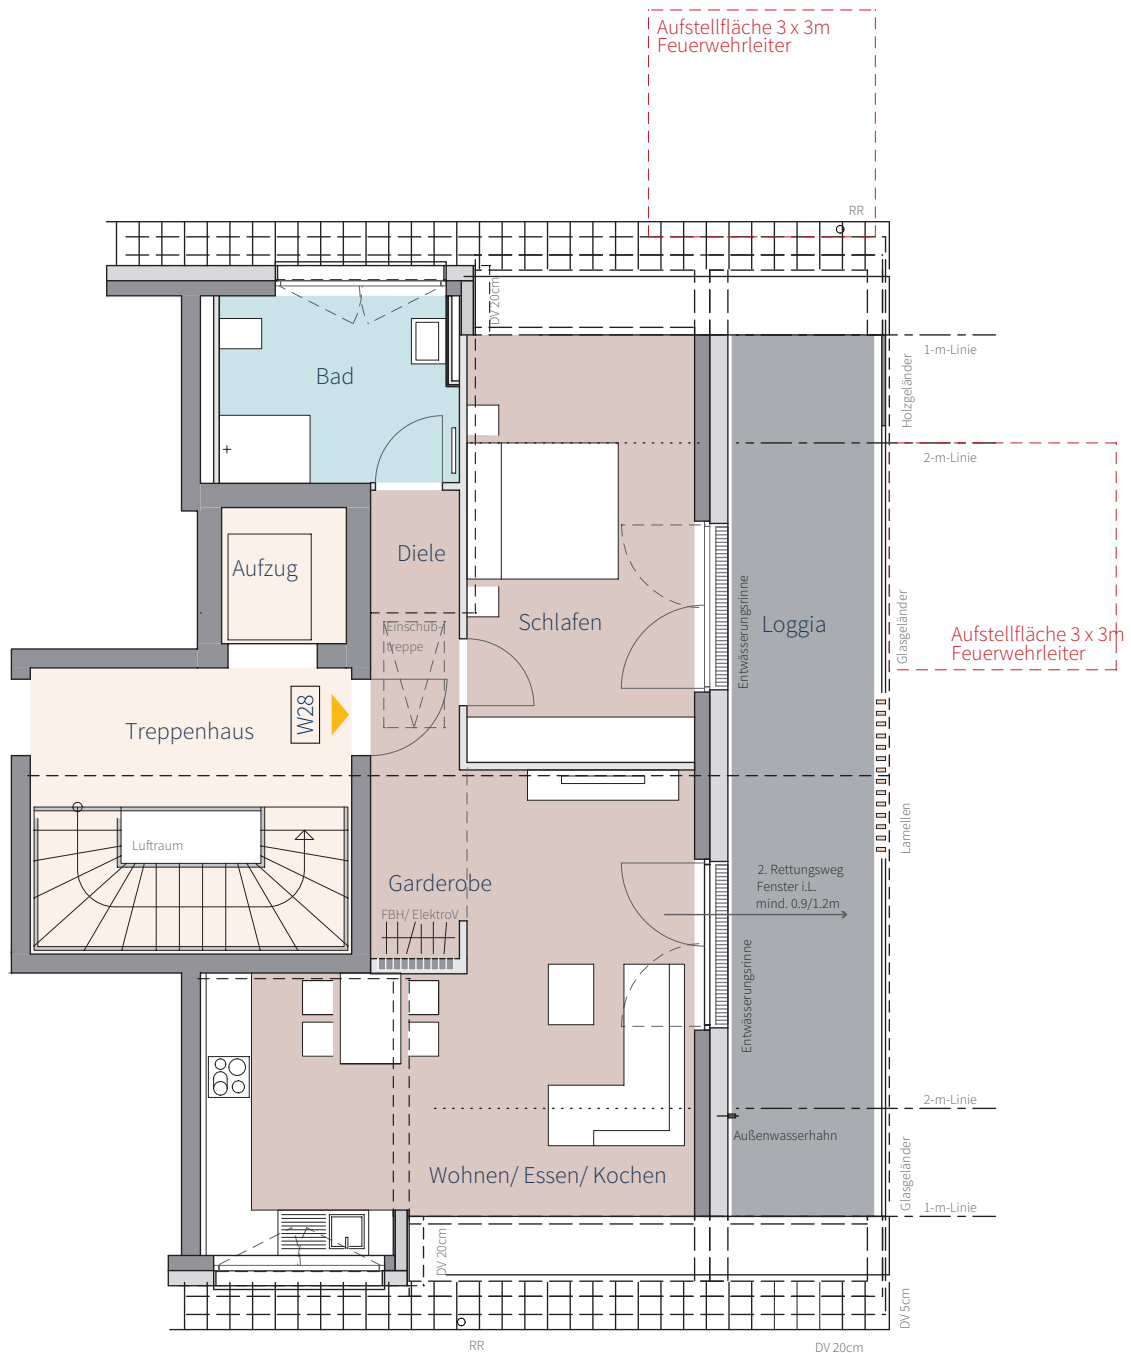 Aufstellfläche 3 x 3m
Feuerwehrleiter
RR
DV 20cm
1-m-Linie
Holzgeländer
Bad
2-m-Linie
Diele
Aufzug
Entwässerungsrinne
Schlafen
Loggia
Glasgeländer
Einschub-
treppe
Aufstellfläche 3 x 3m
Feuerwehrleiter
W28
Treppenhaus
Lamellen
Luftraum
Garderobe
2. Rettungsweg
Fenster i.L.
mind. 0.9/1.2m
FBH/ ElektroV
Entwässerungsrinne
2-m-Linie
Außenwasserhahn
Glasgeländer
Wohnen/ Essen/ Kochen
1-m-Linie
DV 20cm
DV 5cm
RR
DV 20cm